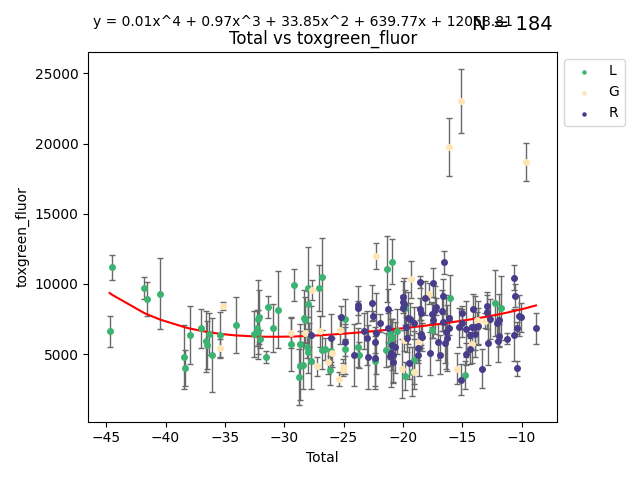 y = 0.01x^4 + 0.97x^3 + 33.85x^2 + 639.77x +
N = 184
Total vs toxgreen_fluor
25000
20000
15000
10000
5000
toxgreen_fluor
−45 −40 −35 −30 −25 −20 −15 −10
Total
L
G
R